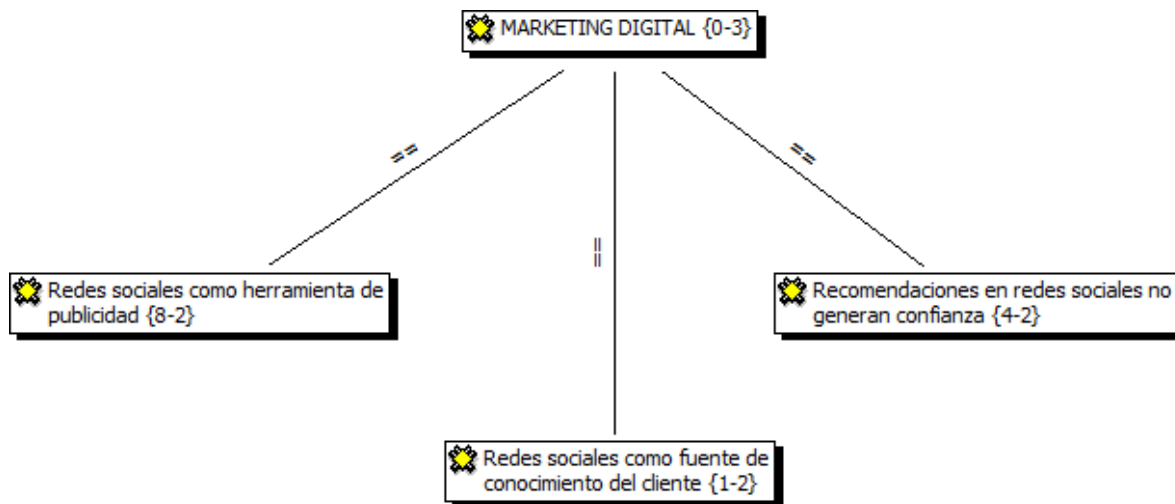 MARKETING DIGITAL {0-3}
==
==
==
Redes sociales como herramienta de
publicidad {8-2}
Recomendaciones en redes sociales no
generan confianza {4-2}
Redes sociales como fuente de
conocimiento del cliente {1-2}